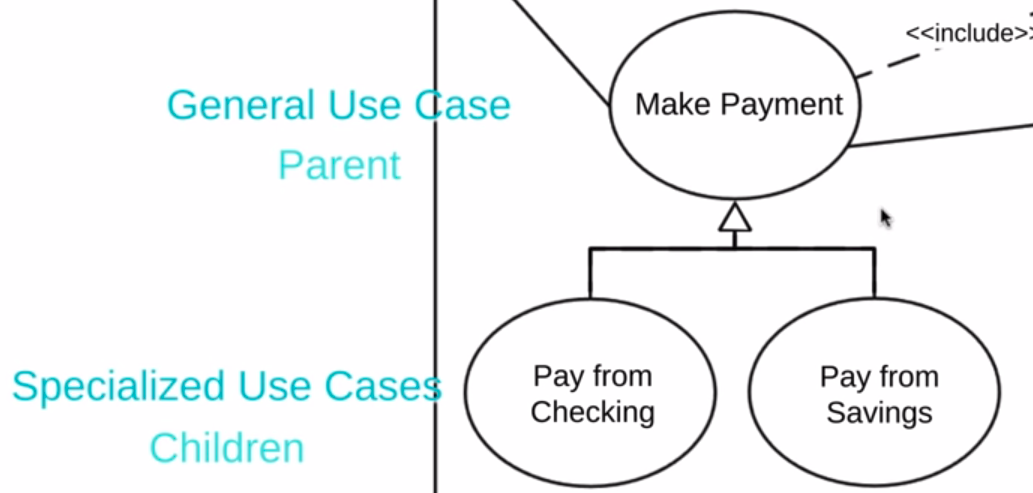 <<include>>
General Use Case
Make Payment
Parent
Specialized Use Cases
Children
Pay from
Checking
Pay from
Savings